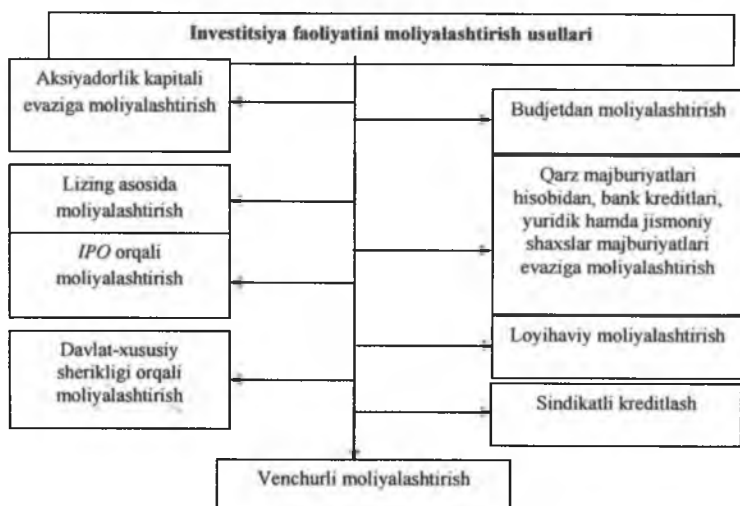 Investitsiya faoliyatini moliyalashtirish usullari
Aksiyadorlik kapitali
evaziga moliyalashtirish
Lizing asosida
moliyalashtirish
IPO orqali
moliyalashtirish
Davlat-xususiy
sherikligi orqali
moliyalashtirish
Budjetdan moliyalashtirish
Qarz majburiyatlari
hisobidan, bank kreditlari,
yuridik hamda jismoniy
shaxslar majburiyatlari
evaziga moliyalashtirish
Loyihaviy moliyalashtirish
Sindikatli kreditlash
Venchurli moliyalashtirish